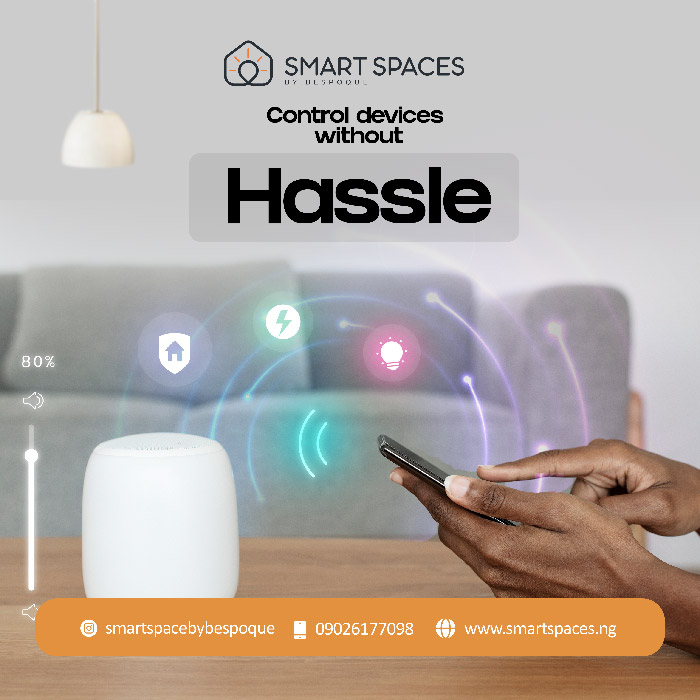 SMART SPACES
BY BESPOQUE
Control devices
without
Hassle
80%
smartspacebybespoque 09026177098 www.smartspaces.ng